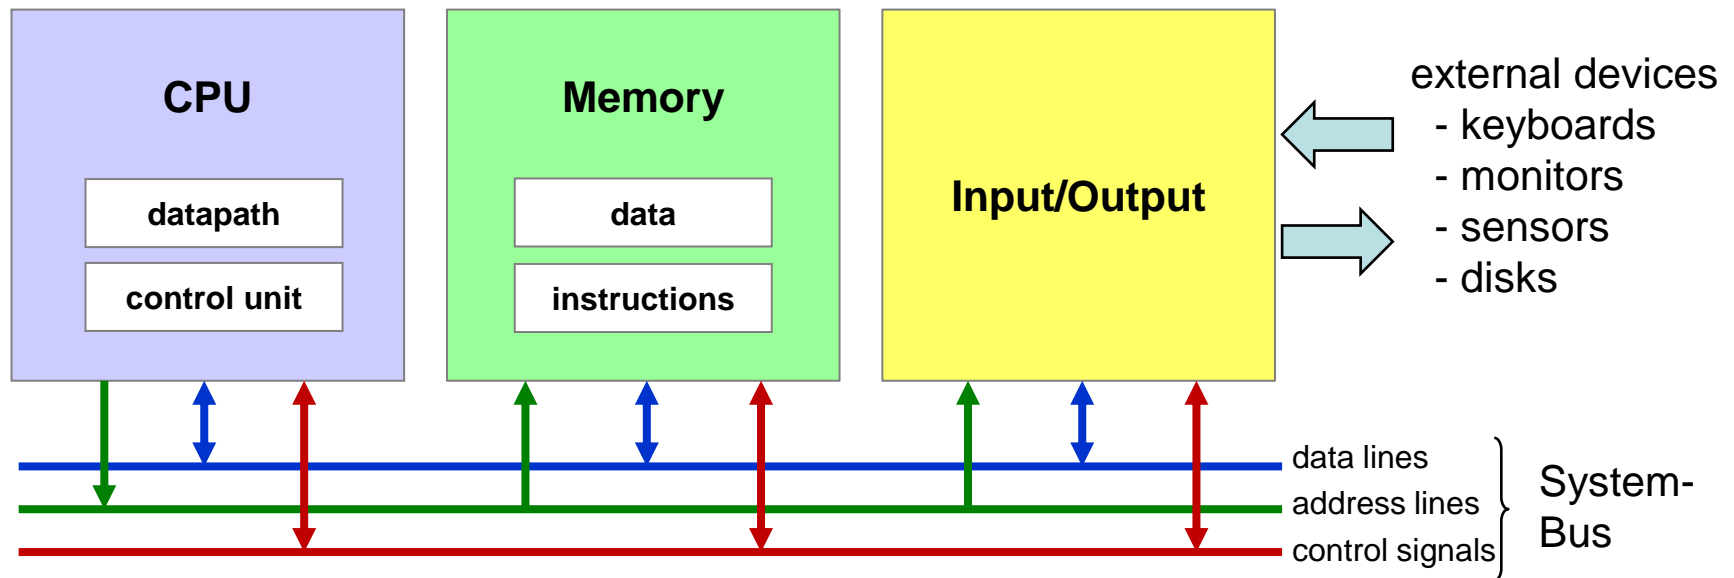 CPU
datapath
control unit
Memory
data
instructions
Input/Output
external devices
- keyboards
- monitors
- sensors
- disks
data lines
address lines
control signals
System-
Bus